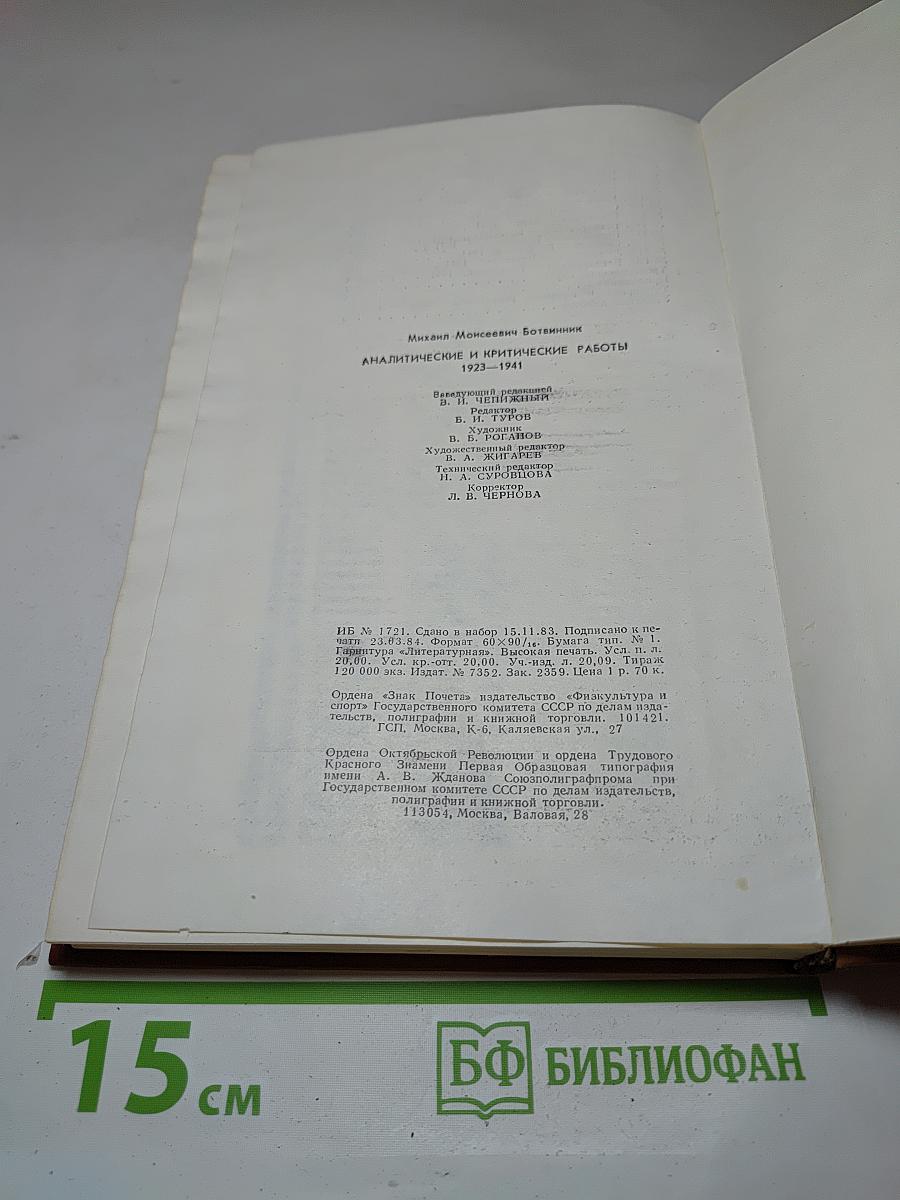 Михаил Моисеевич Ботвинник
АНАЛИТИЧЕСКИЕ И КРИТИЧЕСКИЕ РАБОТЫ
1923—1941
Заведующий редакцией
В. И. ЧЕПИЖНЫЙ
Редактор
Б. И. ТУРОВ
Художник
В. Б. РОГАНОВ
Художественный редактор
В. А. ЖИГАРЕВ
Технический редактор
Н. А. СУРОВЦОВА
Корректор
Л. В. ЧЕРНОВА
ИБ № 1721. Сдано в набор 15.11.83. Подписано к пе-
чати 23.03.84. Формат 60×90/16. Бумага тип. № 1.
Гарнитура «Литературная». Высокая печать. Усл. п. л.
20,00. Усл. кр.-отт. 20,00. Уч.-изд. л. 20,09. Тираж
120 000 экз. Издат. № 7352. Зак. 2359. Цена 1 р. 70 к.
Ордена «Знак Почета» издательство «Физкультура и
спорт» Государственного комитета СССР по делам изда-
тельств, полиграфии и книжной торговли. 101421.
ГСП, Москва, К-6, Каляевская ул., 27
Ордена Октябрьской Революции и ордена Трудового
Красного Знамени Первая Образцовая типография
имени А. В. Жданова Союзполиграфпрома при
Государственном комитете СССР по делам издательств,
полиграфии и книжной торговли.
113054, Москва, Валовая, 28
15 см
БФ БИБЛИОФАН